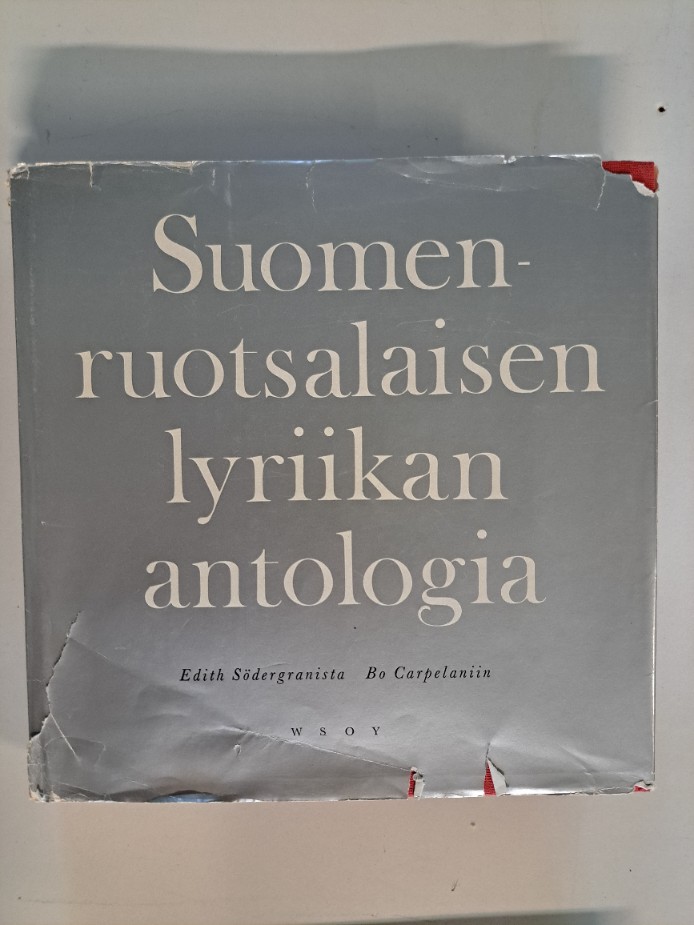 Suomen-
ruotsalaisen
lyriikan
antologia
Edith Södergranista Bo Carpelaniin
WSOY